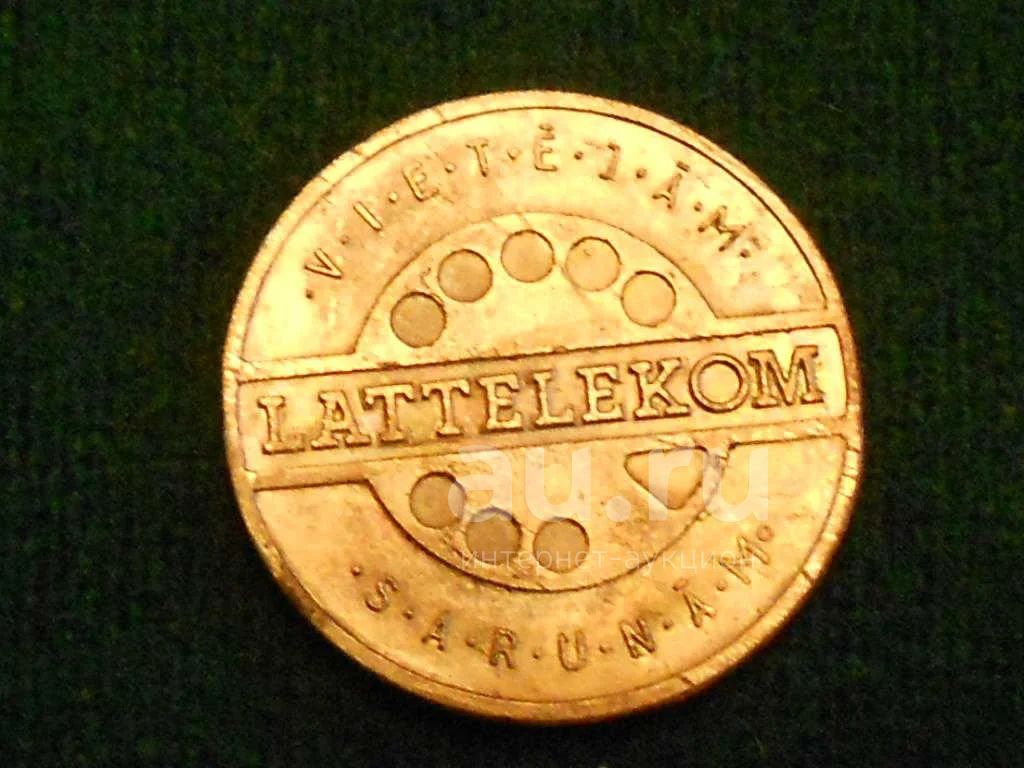 ·V·I·E·T·Ē·J·Ā·M·
LATTELEKOM
·S·A·R·U·N·Ā·M·
au.ru
интернет-аукцион